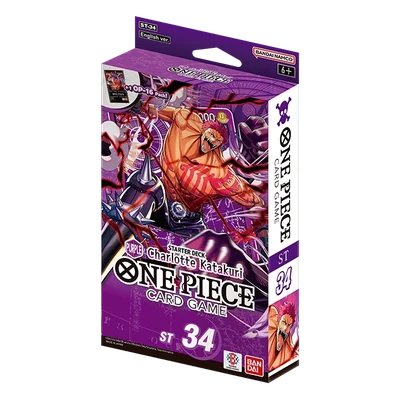 ST-34
English ver.
BANDAI NAMCO
6+
+1 OP-16 Pack!
STARTER DECK
PURPLE Charlotte Katakuri
ONE PIECE
CARD GAME
ST 34
BANDAI
ONE PIECE
CARD GAME
ST
34